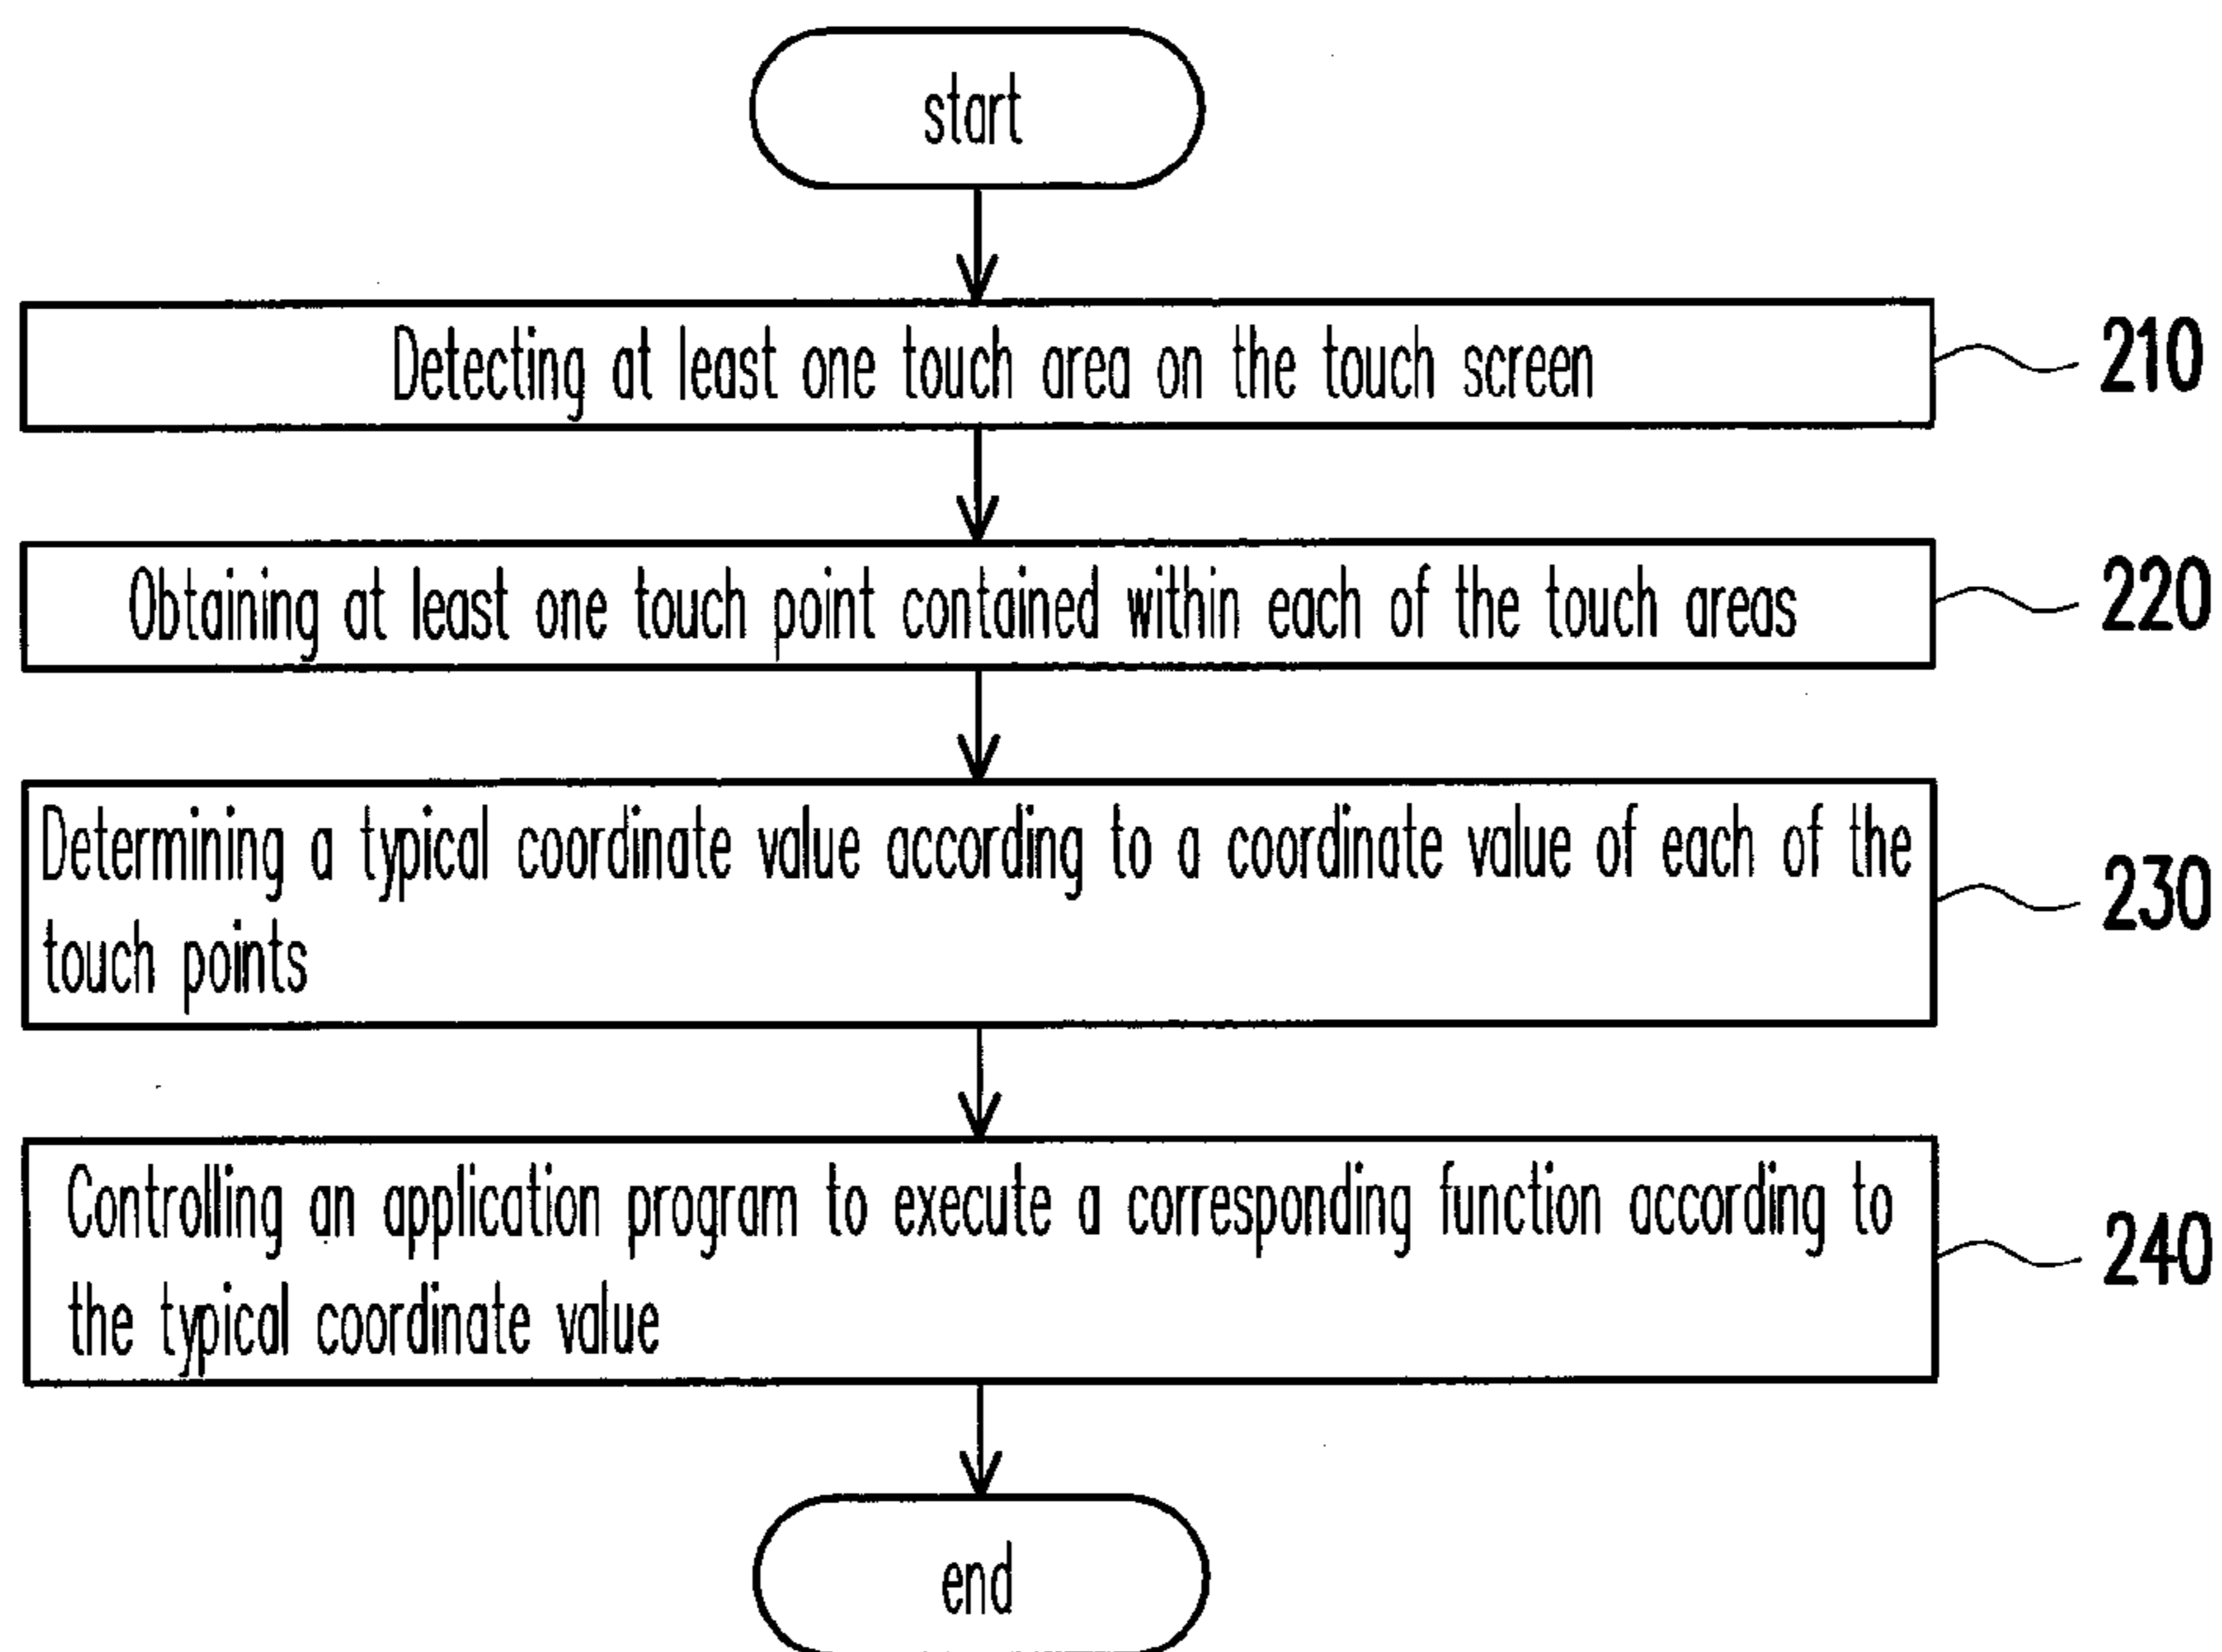 start
Detecting at least one touch area on the touch screen
210
Obtaining at least one touch point contained within each of the touch areas
220
Determining a typical coordinate value according to a coordinate value of each of the
touch points
230
Controlling an application program to execute a corresponding function according to
the typical coordinate value
240
end